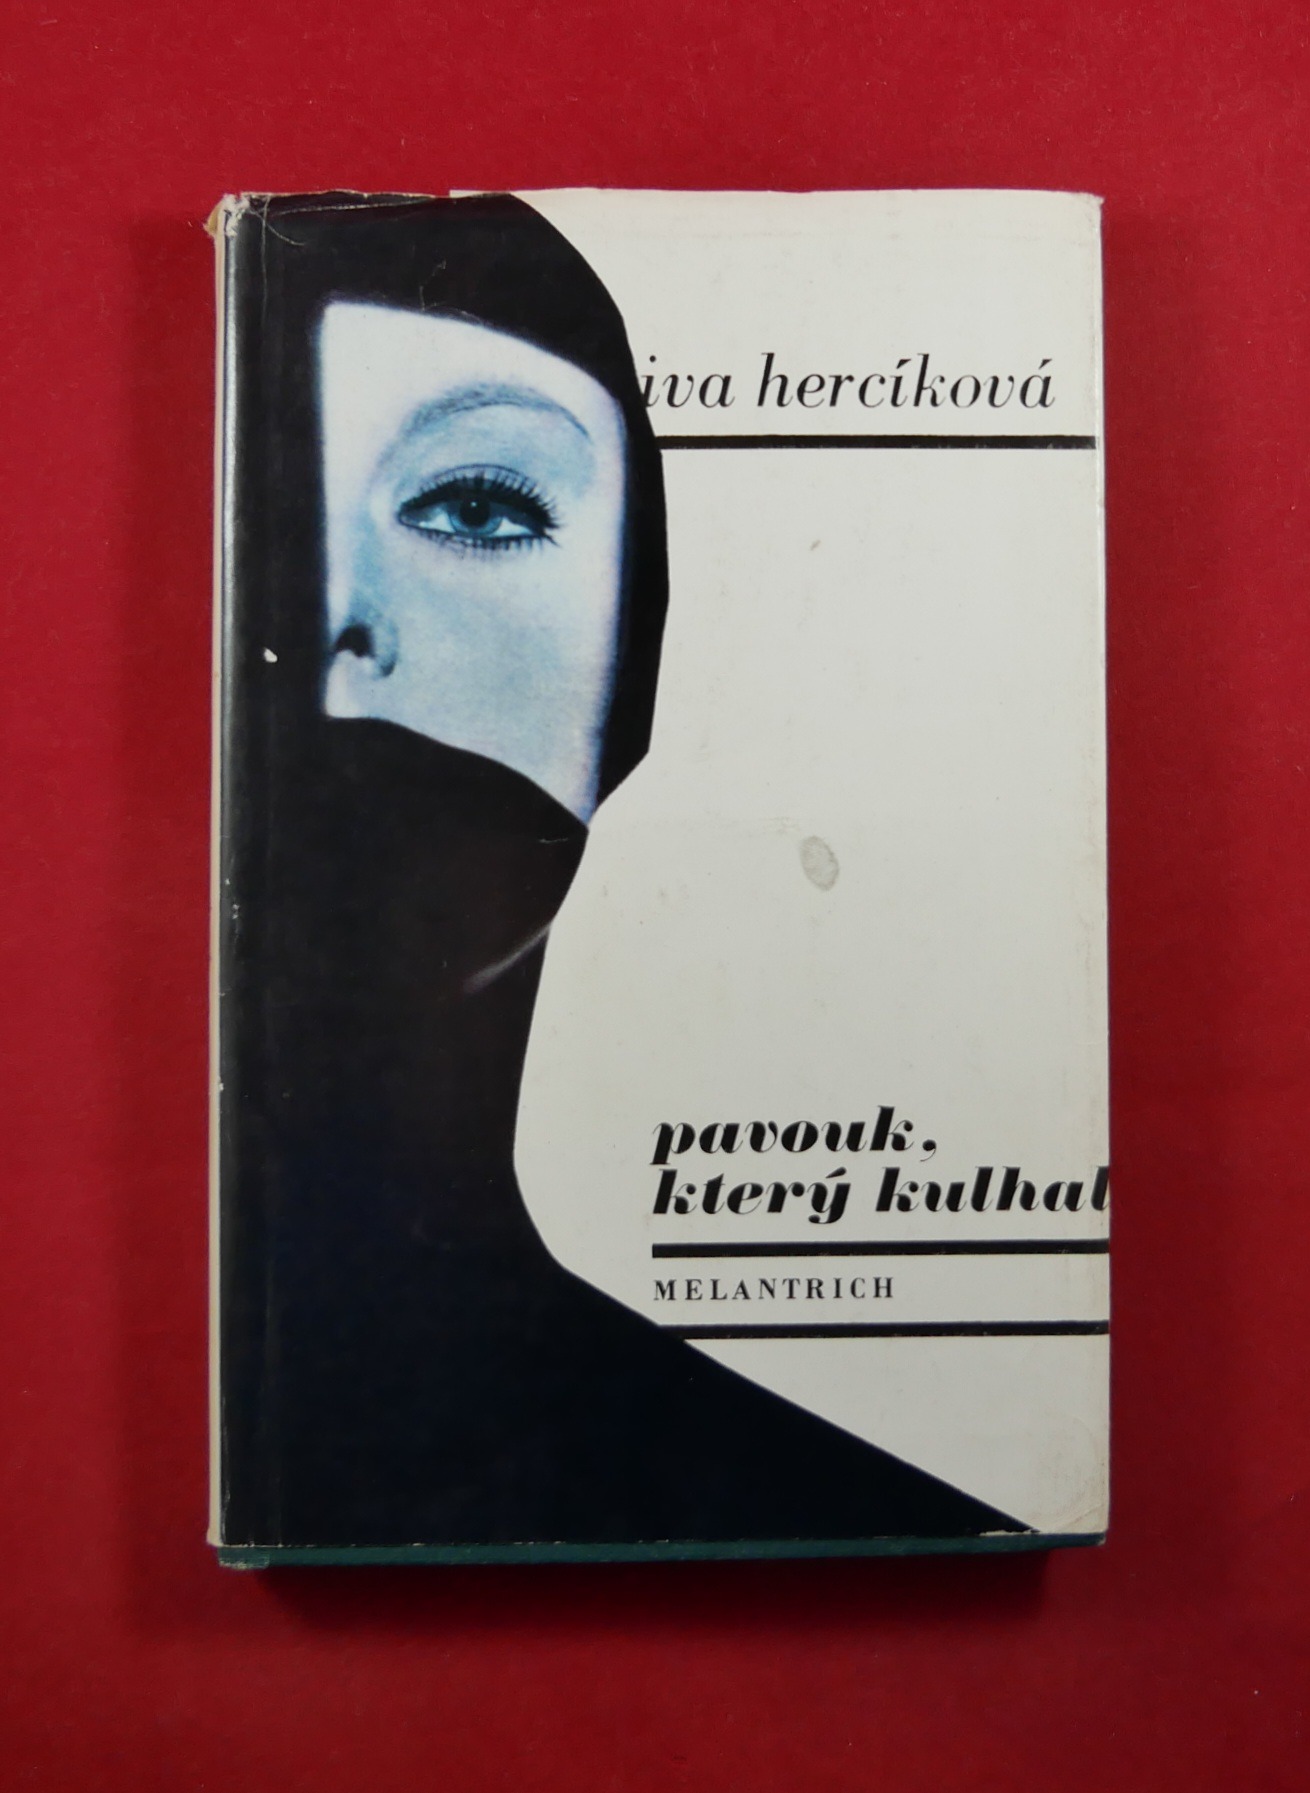 iva hercíková
pavouk,
který kulhal
MELANTRICH